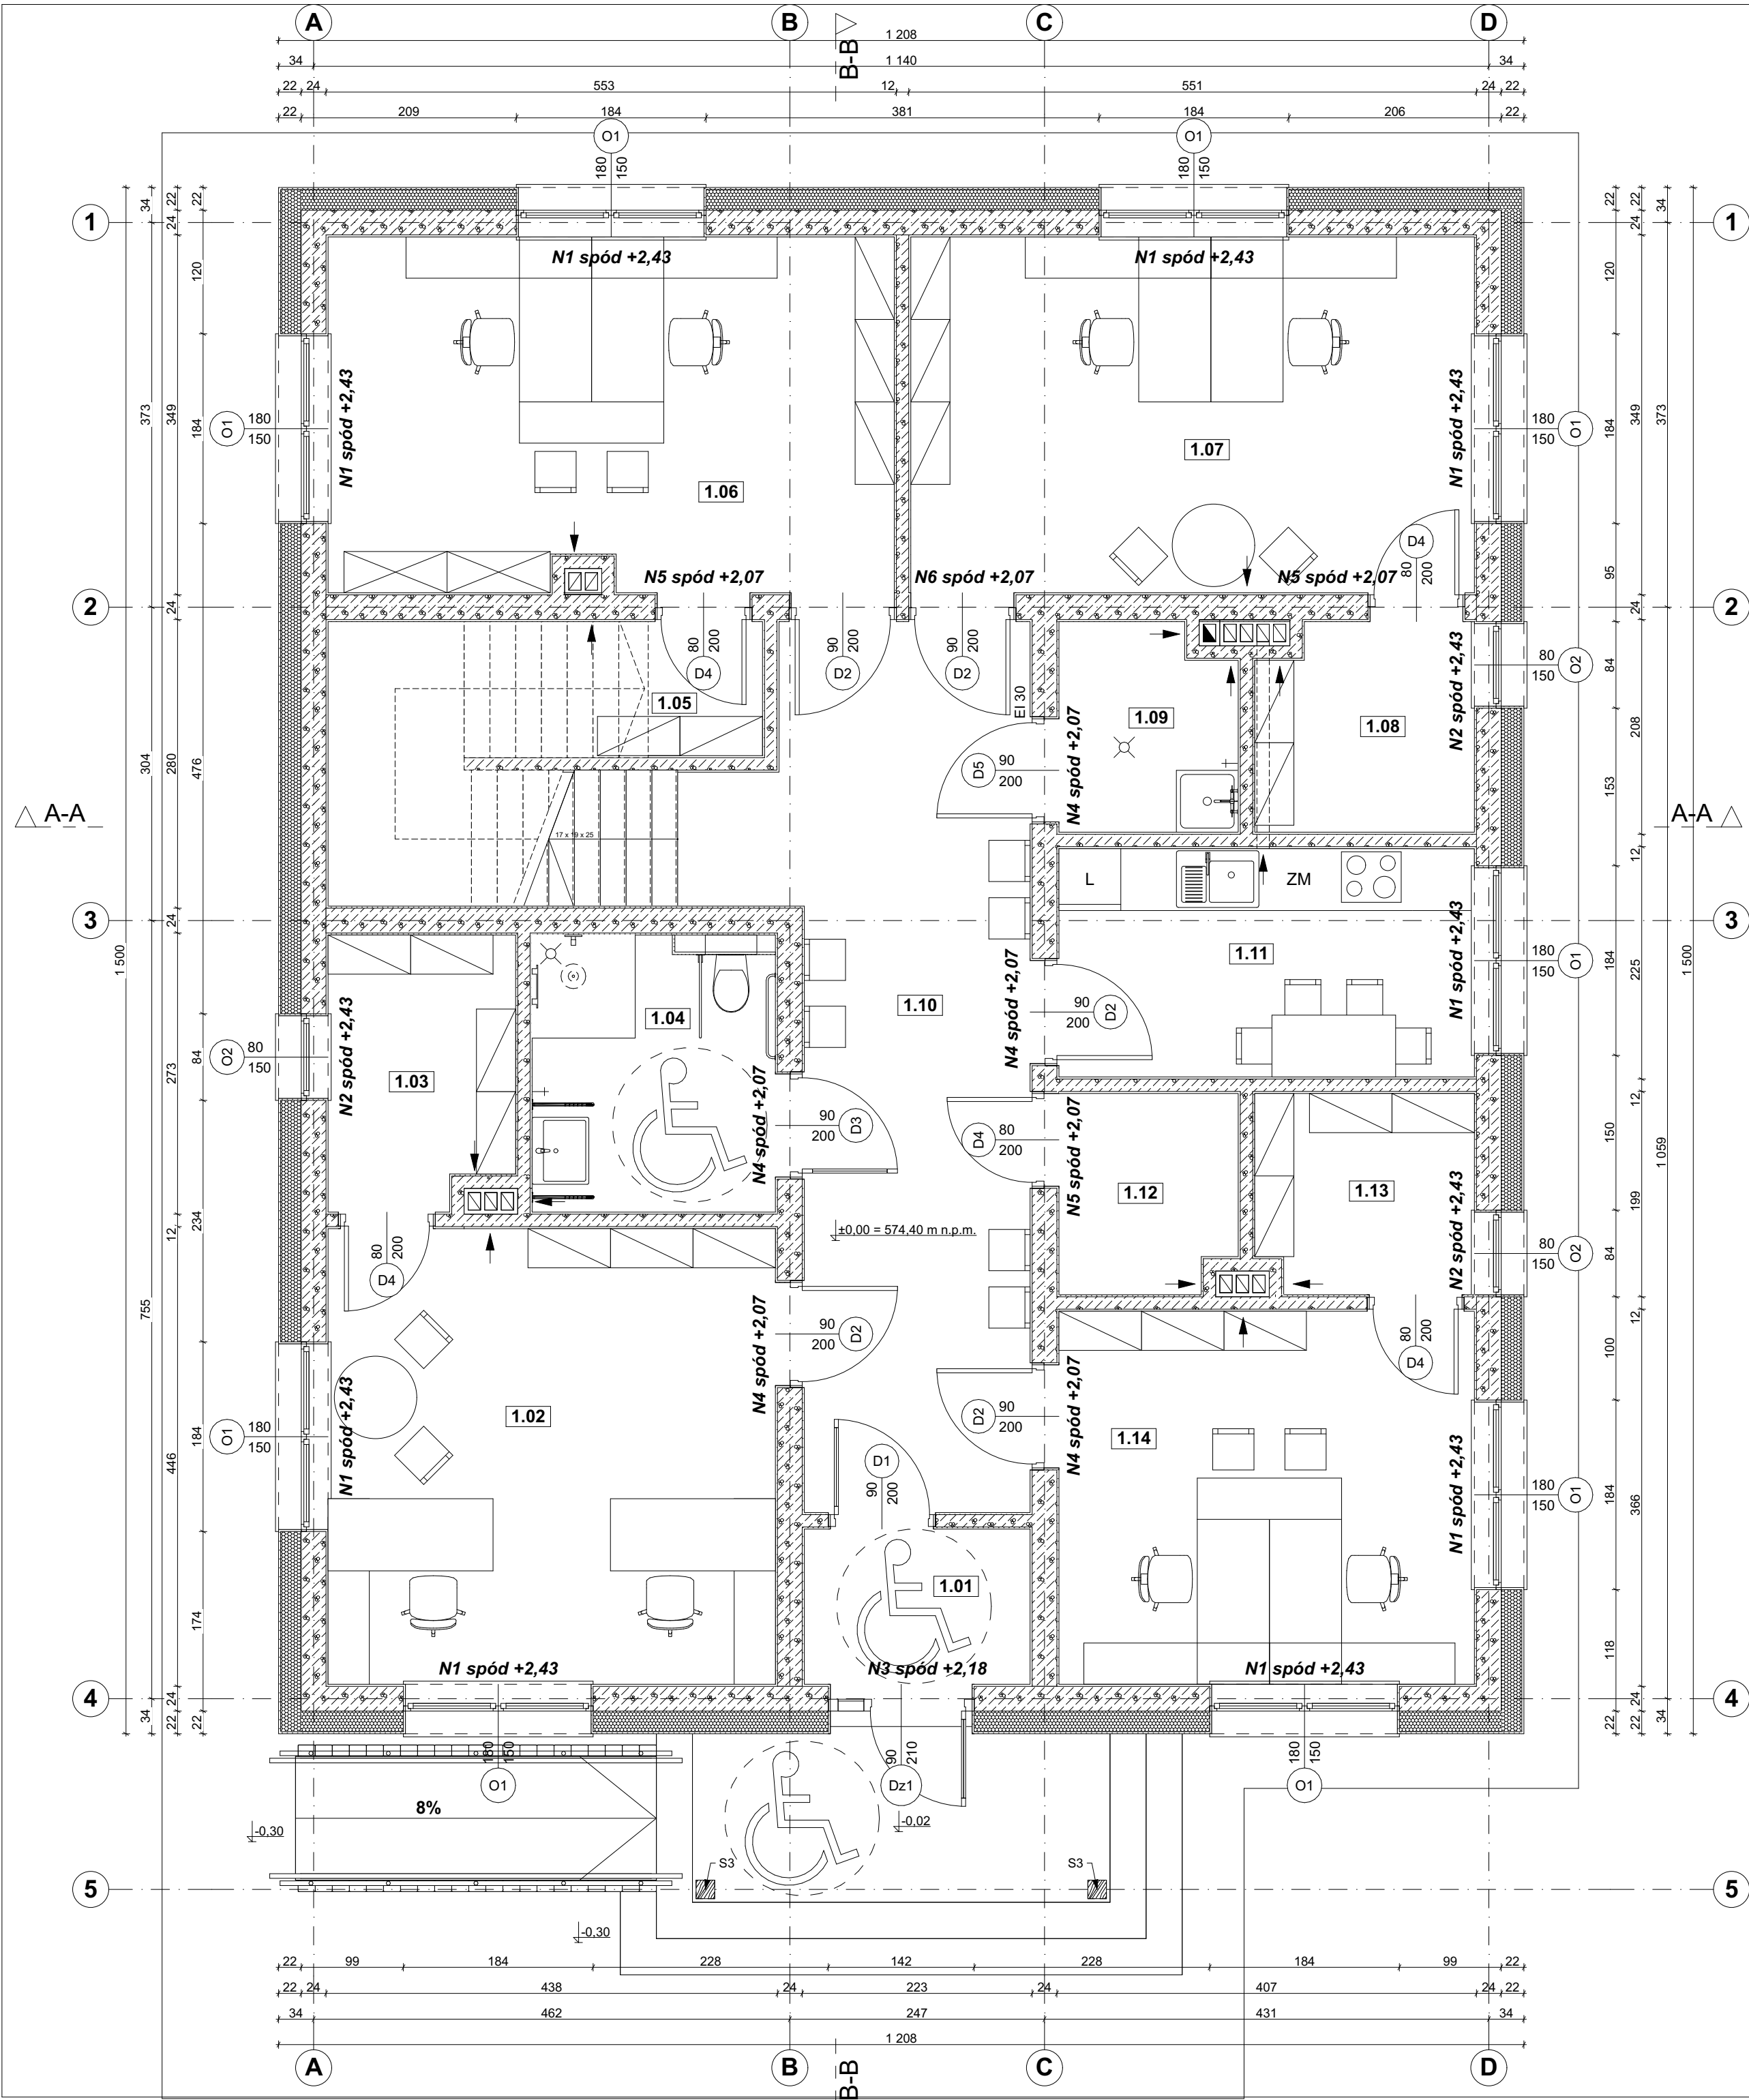 A B C D
B-B
1 208
34 1 140 34
22 24 553 12 551 24 22
22 209 184 381 184 206 22
O1 O1
180 150
180 150
1 1
N1 spód +2,43
N1 spód +2,43
34 22 24 22
22 22 24 34
120
120
373 349 184
184 349 373
O1 180 150
N1 spód +2,43
N1 spód +2,43
180 150 O1
1.07
1.06
D4 80 200
95
N5 spód +2,07
N6 spód +2,07
N5 spód +2,07
2 24
24 2
80 200 D4
90 200 D2
90 200 D2
N2 spód +2,43
80 150 O2
84
1.05
EI 30
1.09
1.08
N4 spód +2,07
D5 90 200
208
304 280 476
153
A-A
A-A
17 x 19 x 25
12
L
ZM
3 24
3
1 500
1 500
N4 spód +2,07
N1 spód +2,43
1.11
180 150 O1
184 225
1.10
1.04
90 200 D2
O2 80 150
N2 spód +2,43
84 273
1.03
N4 spód +2,07
90 200 D3
D4 80 200
N5 spód +2,07
12
150
1 059
1.12
1.13
N2 spód +2,43
199
234
12
±0,00 = 574,40 m n.p.m.
80 150 O2
84
80 200 D4
755
N4 spód +2,07
90 200 D2
12
100
80 200 D4
N4 spód +2,07
D2 90 200
N1 spód +2,43
1.02
O1 180 150
184 446
1.14
D1 90 200
N1 spód +2,43
180 150 O1
184 366
174
1.01
118
N1 spód +2,43
N3 spód +2,18
N1 spód +2,43
4 24
24 4
34 22 22
22 22 34
180 150
90 210
180 150
O1
Dz1
O1
8%
-0,30
-0,02
S3
S3
5 5
-0,30
22 99 184 228 142 228 184 99 22
22 24 438 24 223 24 407 24 22
34 462 247 431 34
1 208
A B C D
B-B